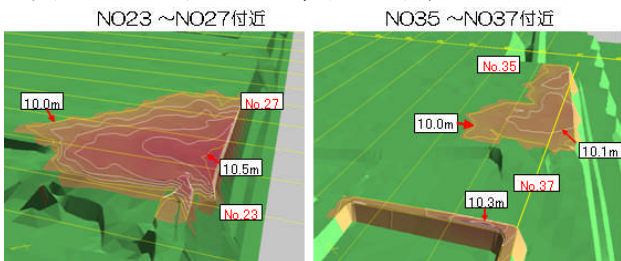 NO23 ～NO27付近
NO35 ～NO37付近
10.0m
No.27
10.5m
No.23
No.35
10.0m
10.1m
No.37
10.3m